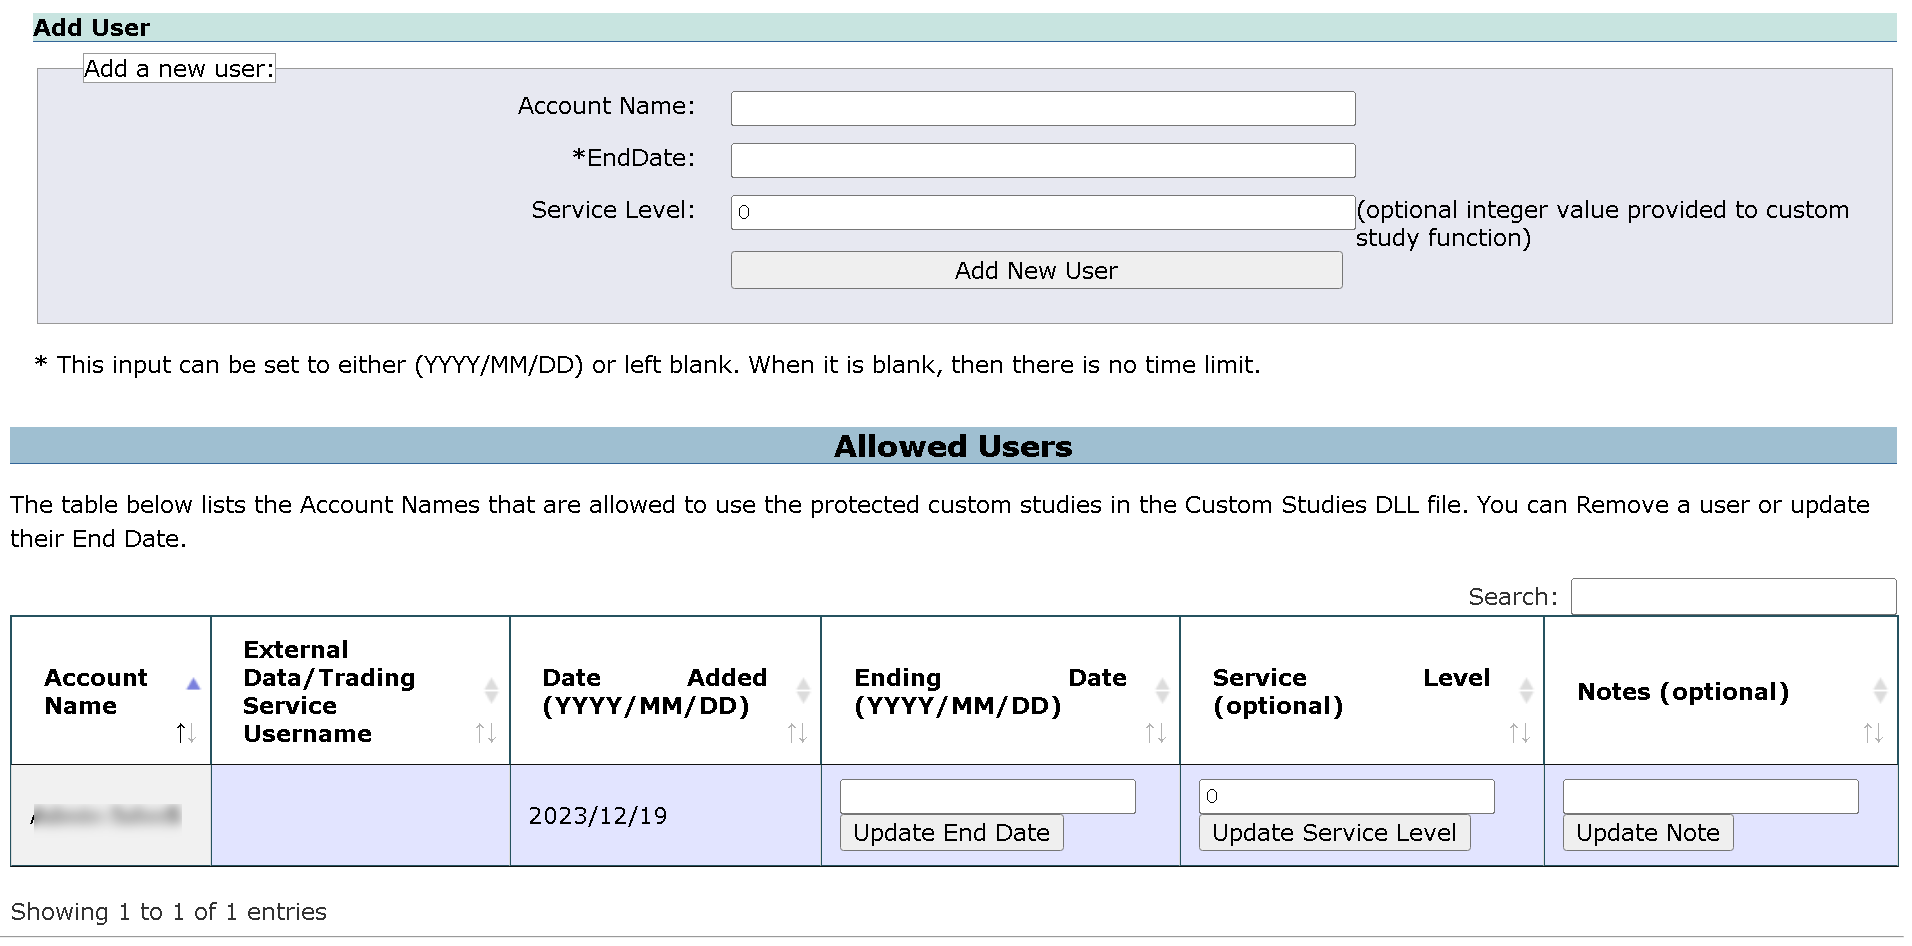 Add User
Add a new user:
Account Name:
*EndDate:
Service Level:
0
(optional integer value provided to custom
study function)
Add New User
* This input can be set to either (YYYY/MM/DD) or left blank. When it is blank, then there is no time limit.
Allowed Users
The table below lists the Account Names that are allowed to use the protected custom studies in the Custom Studies DLL file. You can Remove a user or update
their End Date.
Search:
Account
Name
External
Data/Trading
Service
Username
Date Added
(YYYY/MM/DD)
Ending Date
(YYYY/MM/DD)
Service Level
(optional)
Notes (optional)
2023/12/19
Update End Date
0
Update Service Level
Update Note
Showing 1 to 1 of 1 entries